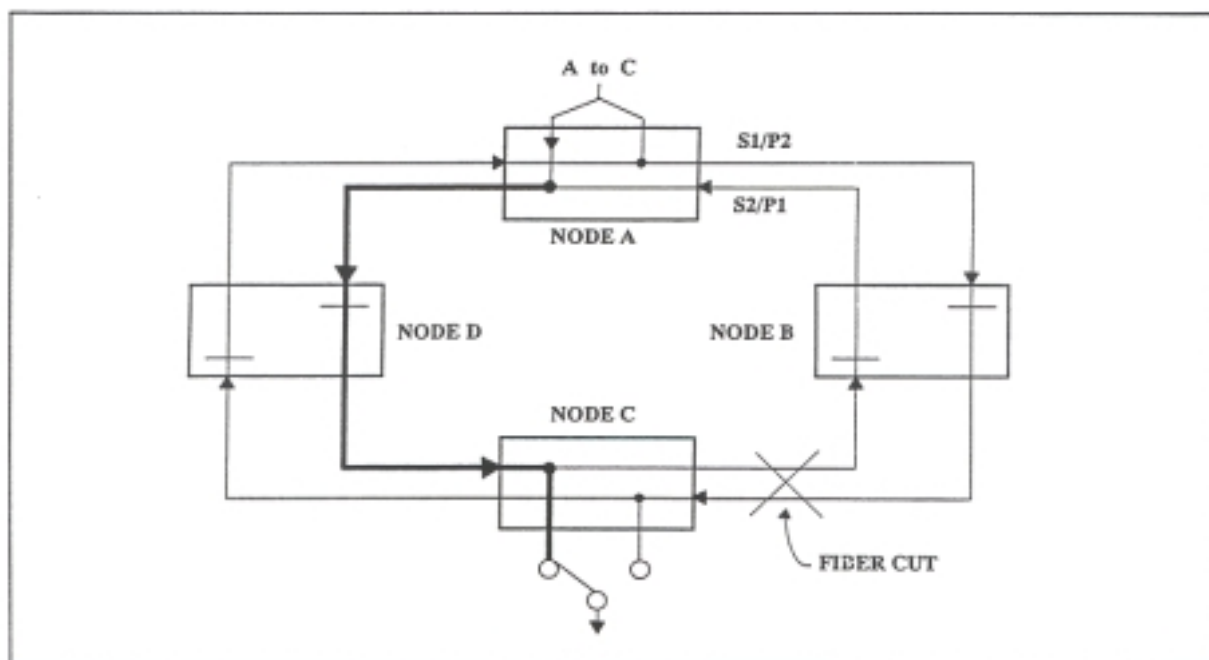 A to C
S1/P2
S2/P1
NODE A
NODE D
NODE B
NODE C
FIBER CUT